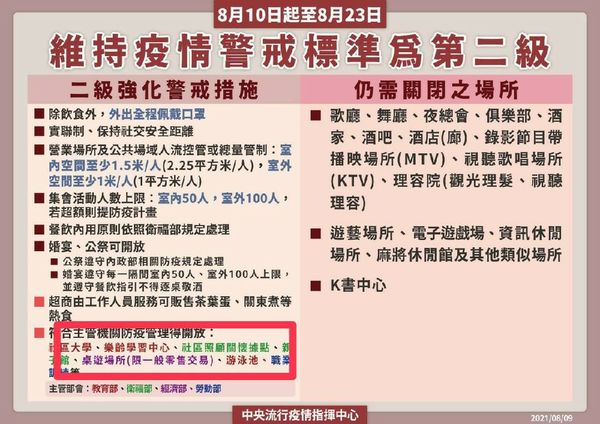 8月10日起至8月23日
維持疫情警戒標準為第二級
二級強化警戒措施
■ 除飲食外,外出全程佩戴口罩
■ 實聯制、保持社交安全距離
■ 營業場所及公共場域人流控管或總量管制:室
內空間至少1.5米/人(2.25平方米/人),室外
空間至少1米/人(1平方米/人)
■ 集會活動人數上限:室內50人,室外100人,
若超額則提防疫計畫
■ 餐飲內用原則依照衛福部規定處理
■ 婚宴、公祭可開放
• 公祭遵守內政部相關防疫規定處理
• 婚宴遵守每一隔間室內50人、室外100人上限,
並遵守餐飲指引不得逐桌敬酒
■ 超商由工作人員服務可販售茶葉蛋、關東煮等
熱食
■ 符合主管機關防疫管理得開放:
社區大學、樂齡學習中心、社區照顧關懷據點、親
子館、桌遊場所(限一般零售交易)、游泳池、職業
訓練等
主管部會:教育部、衛福部、經濟部、勞動部
仍需關閉之場所
■ 歌廳、舞廳、夜總會、俱樂部、酒
家、酒吧、酒店(廊)、錄影節目帶
播映場所(MTV)、視聽歌唱場所
(KTV)、理容院(觀光理髮、視聽
理容)
■ 遊藝場所、電子遊戲場、資訊休閒
場所、麻將休閒館及其他類似場所
■ K書中心
中央流行疫情指揮中心
2021/08/09